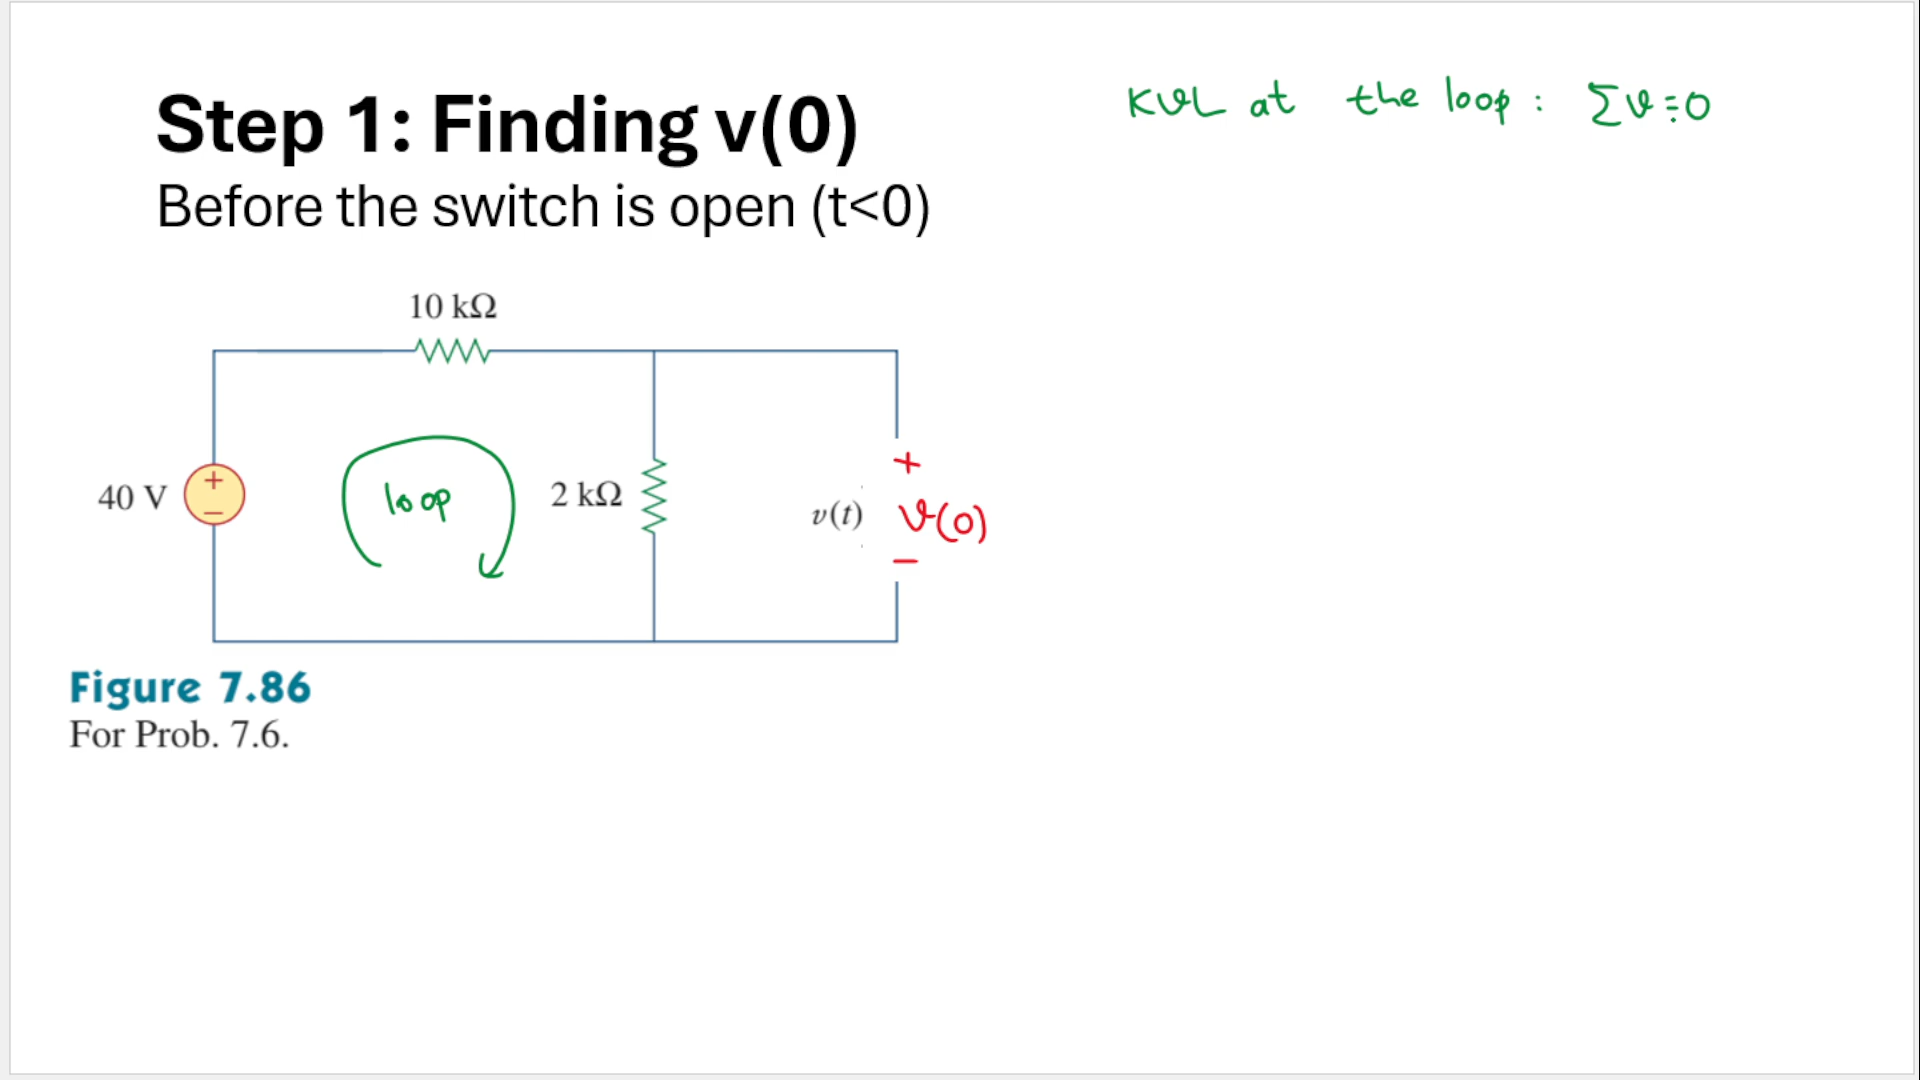 Step 1: Finding v(0)
Before the switch is open (t<0)
KVL at the loop : Σv=0
10 kΩ
40 V
+
−
loop
2 kΩ
v(t)
+
v(0)
−
Figure 7.86
For Prob. 7.6.